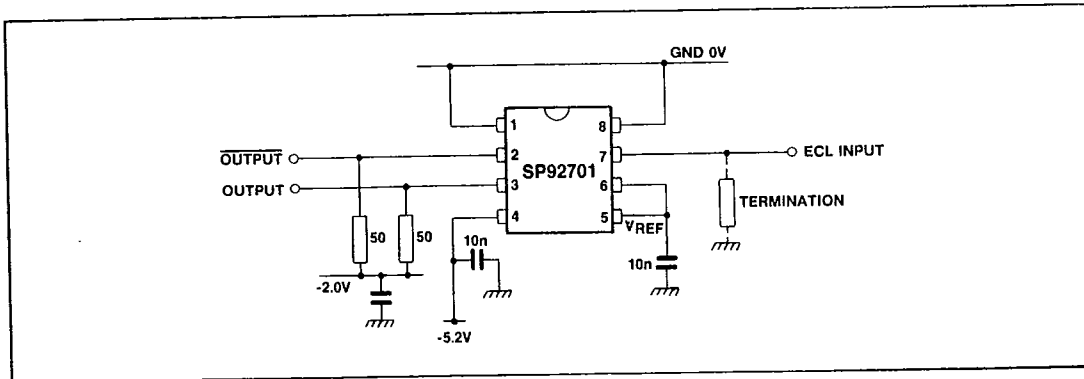 GND 0V
1
8
OUTPUT
2
7
ECL INPUT
SP92701
OUTPUT
3
6
TERMINATION
4
5
VREF
50
50
10n
10n
-2.0V
-5.2V